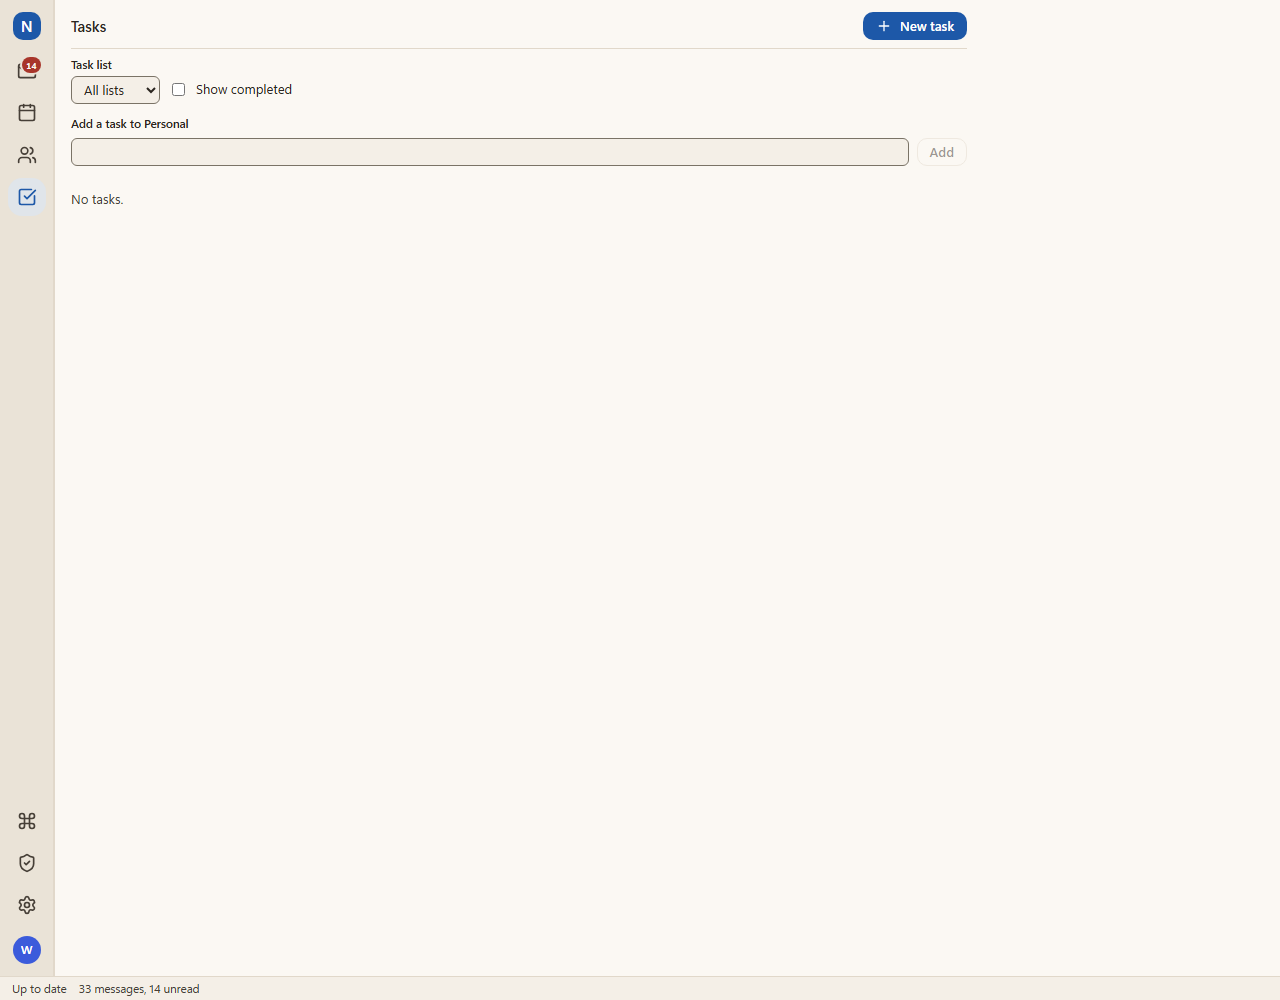 N
Tasks
New task
14
Task list
All lists
Show completed
Add a task to Personal
Add
No tasks.
W
Up to date
33 messages, 14 unread